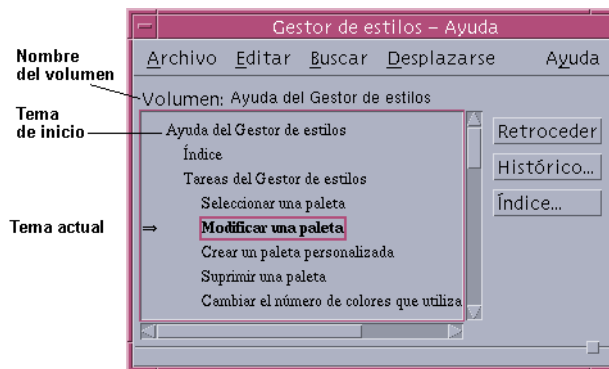 Gestor de estilos – Ayuda
Archivo Editar Buscar Desplazarse Ayuda
Nombre
del volumen
Volumen: Ayuda del Gestor de estilos
Tema
de inicio
Ayuda del Gestor de estilos
Índice
Tareas del Gestor de estilos
Seleccionar una paleta
Tema actual
⇒ Modificar una paleta
Crear un paleta personalizada
Suprimir una paleta
Cambiar el número de colores que utiliza
Retroceder
Histórico...
Índice...